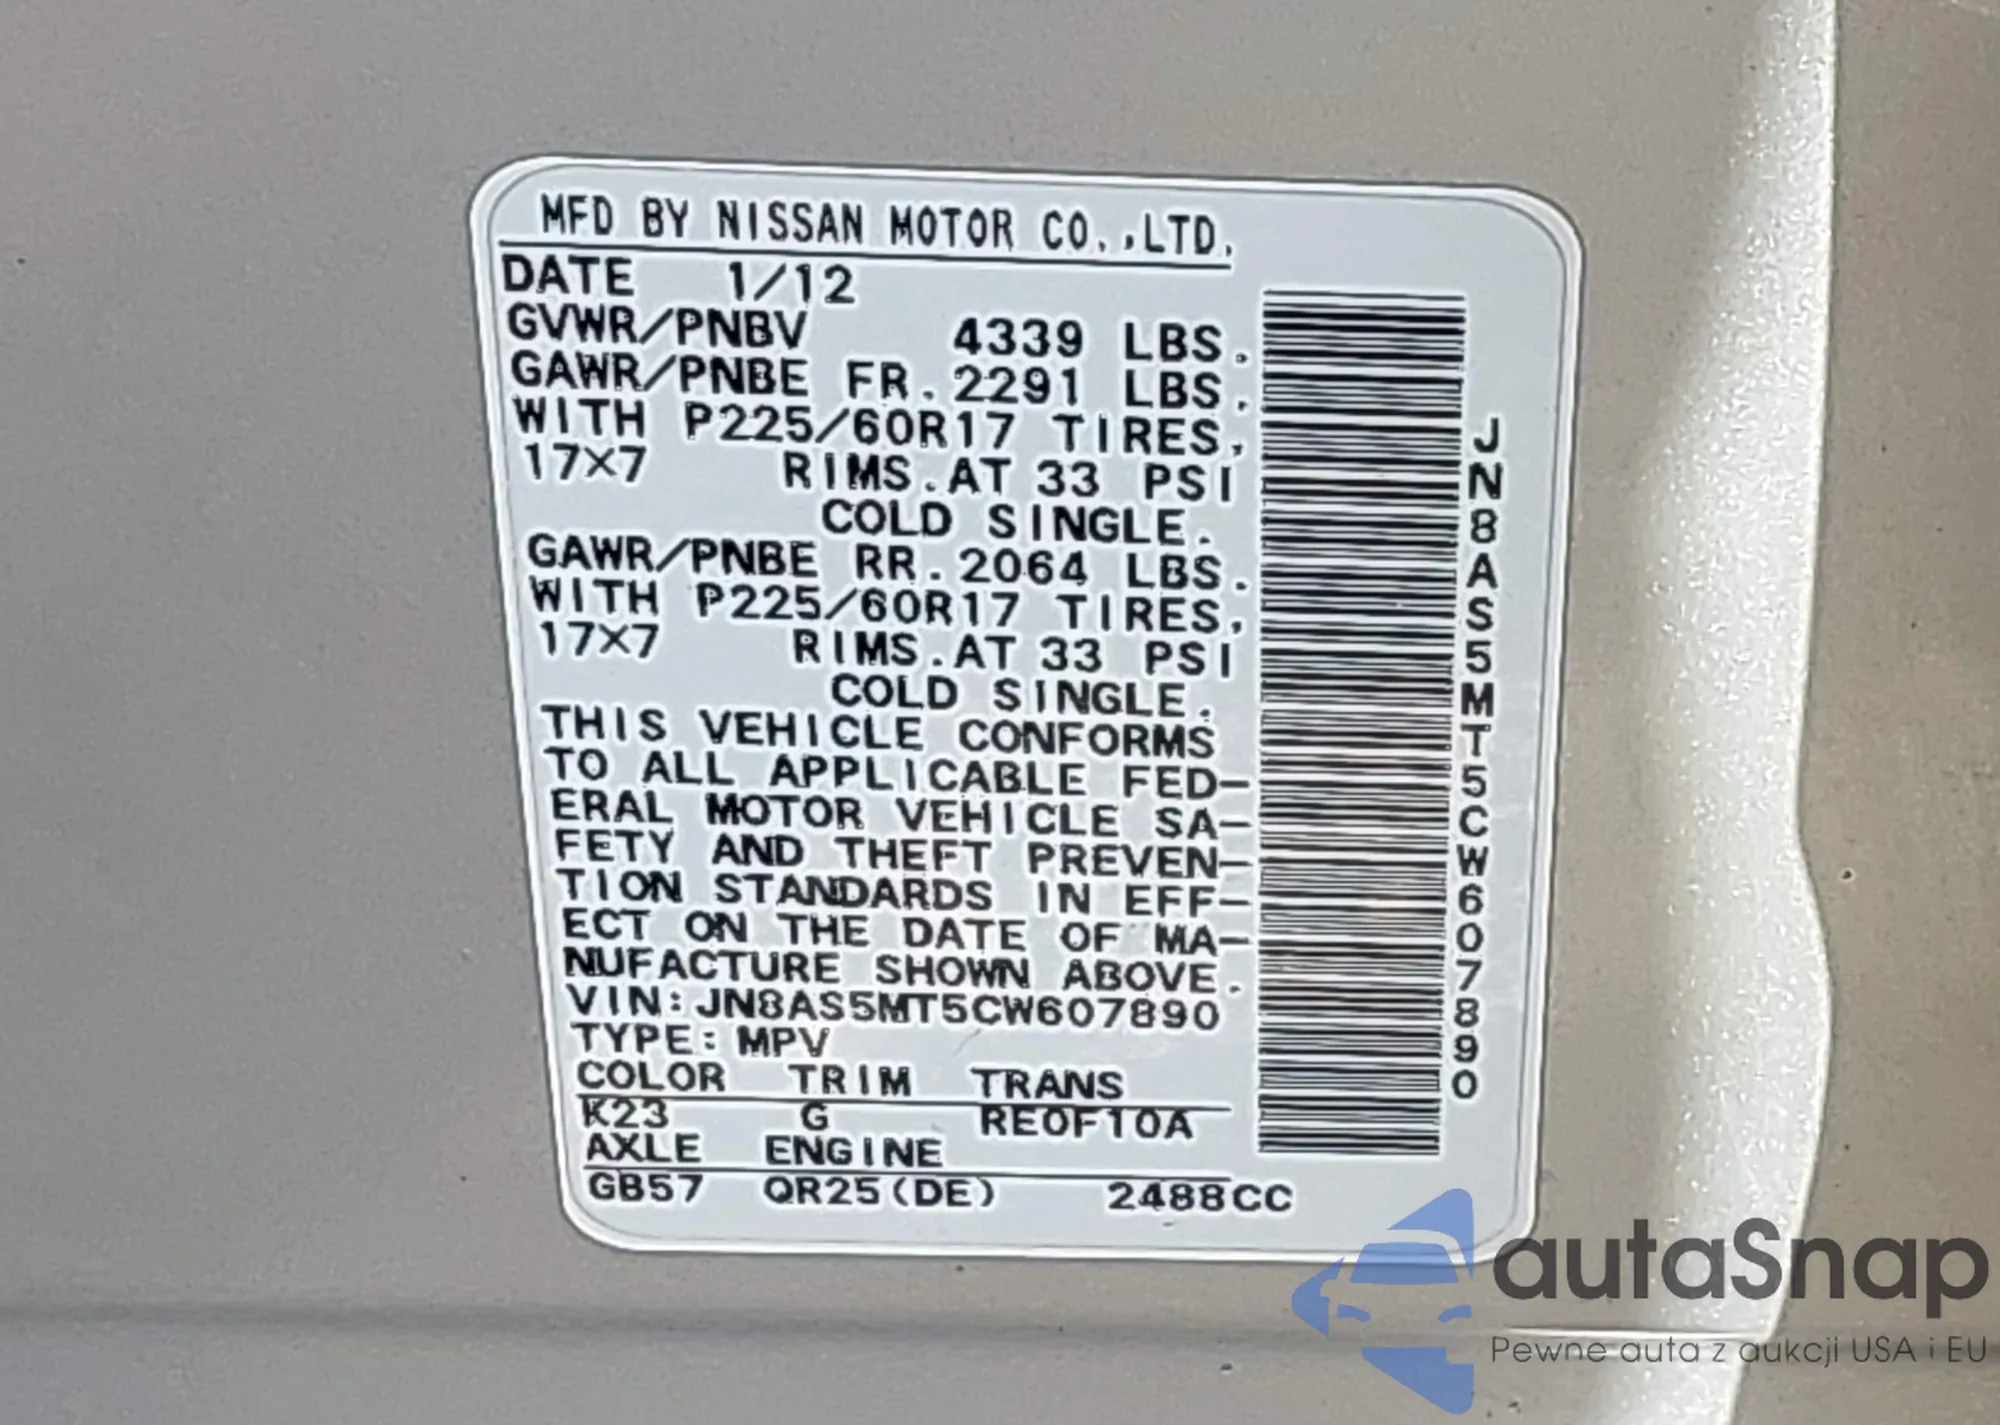 MFD BY NISSAN MOTOR CO.,LTD.
DATE 1/12
GVWR/PNBV 4339 LBS.
GAWR/PNBE FR.2291 LBS.
WITH P225/60R17 TIRES,
17X7 RIMS.AT 33 PSI
COLD SINGLE.
GAWR/PNBE RR.2064 LBS.
WITH P225/60R17 TIRES,
17X7 RIMS.AT 33 PSI
COLD SINGLE.
THIS VEHICLE CONFORMS
TO ALL APPLICABLE FED-
ERAL MOTOR VEHICLE SA-
FETY AND THEFT PREVEN-
TION STANDARDS IN EFF-
ECT ON THE DATE OF MA-
NUFACTURE SHOWN ABOVE.
VIN:JN8AS5MT5CW607890
TYPE:MPV
COLOR TRIM TRANS
K23 G RE0F10A
AXLE ENGINE
GB57 QR25(DE) 2488CC
JN8AS5MT5CW607890
autaSnap
Pewne auta z aukcji USA i EU